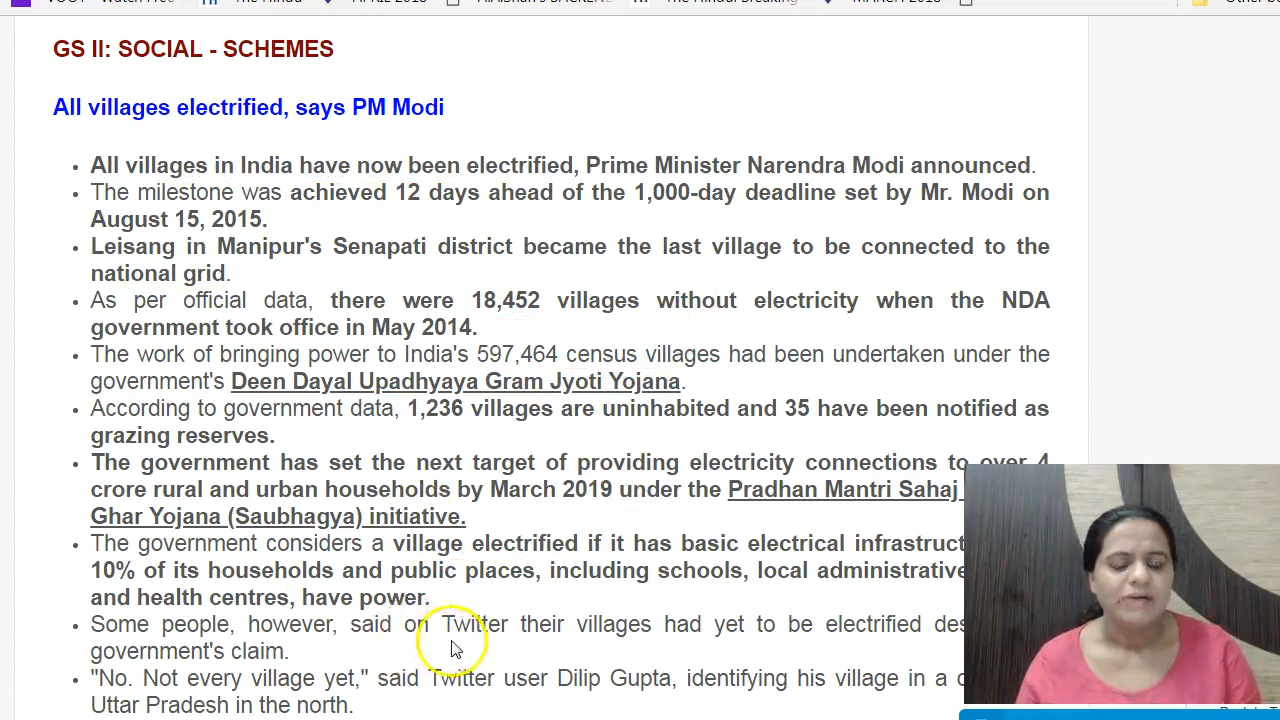 APRIL 2018
MARCH 2018
GS II: SOCIAL - SCHEMES
All villages electrified, says PM Modi
• All villages in India have now been electrified, Prime Minister Narendra Modi announced.
• The milestone was achieved 12 days ahead of the 1,000-day deadline set by Mr. Modi on
August 15, 2015.
• Leisang in Manipur's Senapati district became the last village to be connected to the
national grid.
• As per official data, there were 18,452 villages without electricity when the NDA
government took office in May 2014.
• The work of bringing power to India's 597,464 census villages had been undertaken under the
government's Deen Dayal Upadhyaya Gram Jyoti Yojana.
• According to government data, 1,236 villages are uninhabited and 35 have been notified as
grazing reserves.
• The government has set the next target of providing electricity connections to over 4
crore rural and urban households by March 2019 under the Pradhan Mantri Sahaj
Ghar Yojana (Saubhagya) initiative.
• The government considers a village electrified if it has basic electrical
10% of its households and public places, including schools, local administrative
and health centres, have power.
• Some people, however, said on Twitter their villages had yet to be electrified
government's claim.
• "No. Not every village yet," said Twitter user Dilip Gupta, identifying his village in a
Uttar Pradesh in the north.